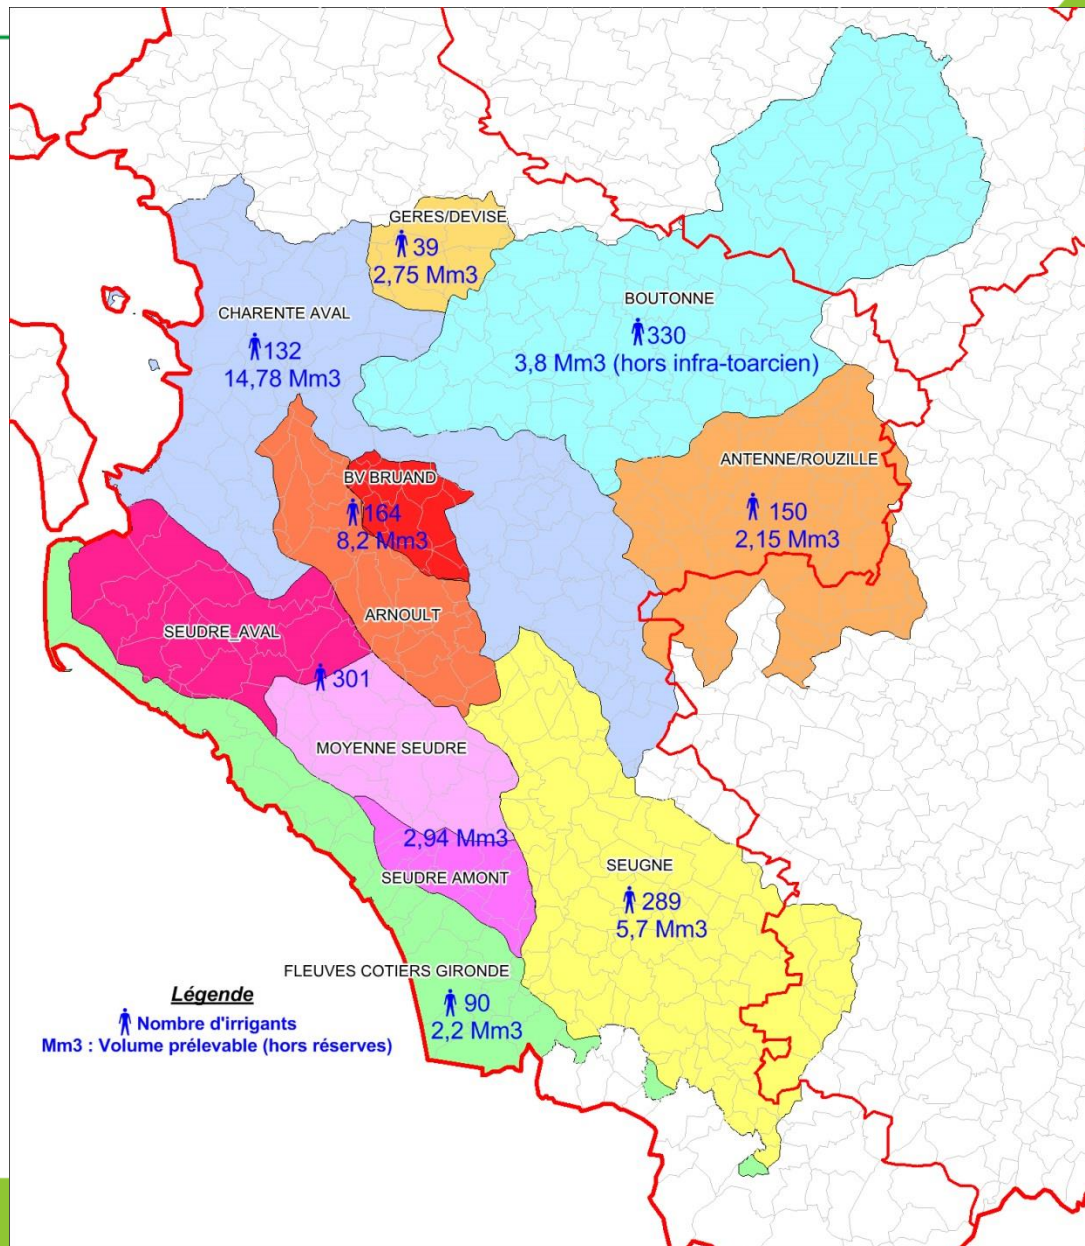 GERES/DEVISE
39
2,75 Mm3
CHARENTE AVAL
132
14,78 Mm3
BOUTONNE
330
3,8 Mm3 (hors infra-toarcien)
ANTENNE/ROUZILLE
150
2,15 Mm3
BV BRUAND
164
8,2 Mm3
ARNOULT
SEUDRE_AVAL
301
MOYENNE SEUDRE
2,94 Mm3
SEUDRE AMONT
SEUGNE
289
5,7 Mm3
FLEUVES COTIERS GIRONDE
90
2,2 Mm3
Légende
Nombre d'irrigants
Mm3 : Volume prélevable (hors réserves)